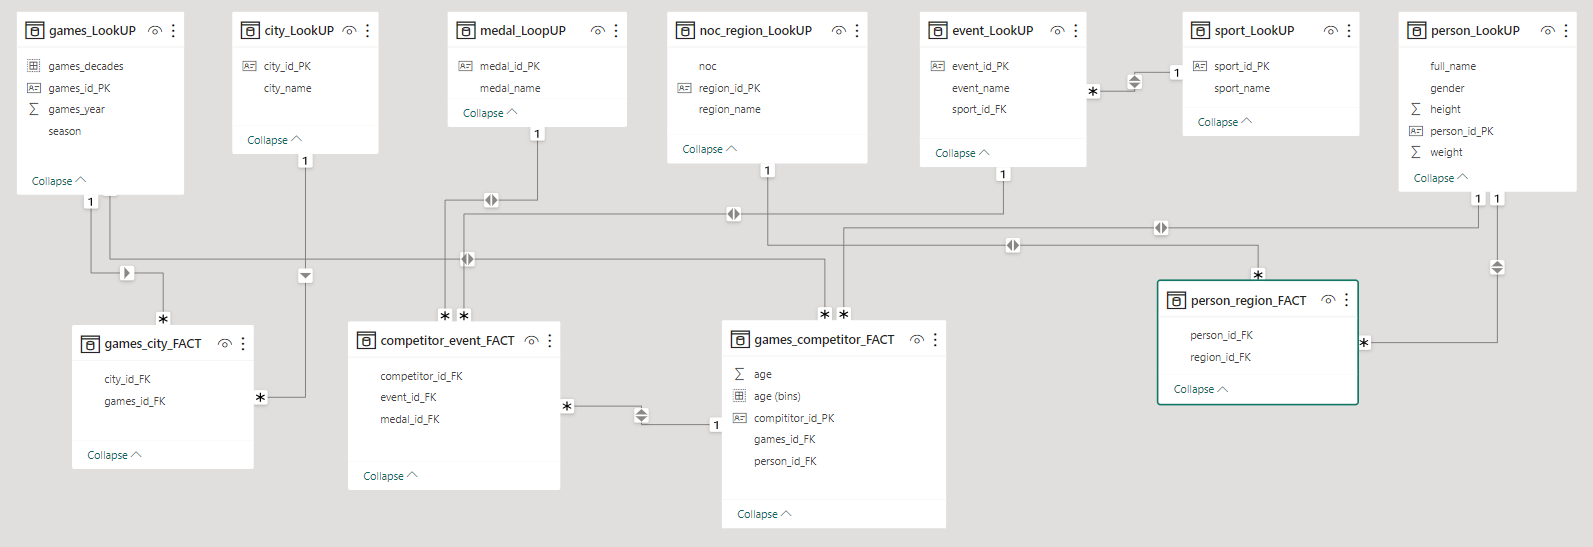 games_LookUP
games_decades
games_id_PK
games_year
season
Collapse
city_LookUP
city_id_PK
city_name
Collapse
medal_LoopUP
medal_id_PK
medal_name
Collapse
noc_region_LookUP
noc
region_id_PK
region_name
Collapse
event_LookUP
event_id_PK
event_name
sport_id_FK
Collapse
sport_LookUP
sport_id_PK
sport_name
Collapse
person_LookUP
full_name
gender
height
person_id_PK
weight
Collapse
* 1
1
1
1
1
1
1 1
*
* *
* *
*
games_city_FACT
city_id_FK
games_id_FK
Collapse
*
competitor_event_FACT
competitor_id_FK
event_id_FK
medal_id_FK
Collapse
* 1
games_competitor_FACT
age
age (bins)
compititor_id_PK
games_id_FK
person_id_FK
Collapse
person_region_FACT
person_id_FK
region_id_FK
Collapse
*